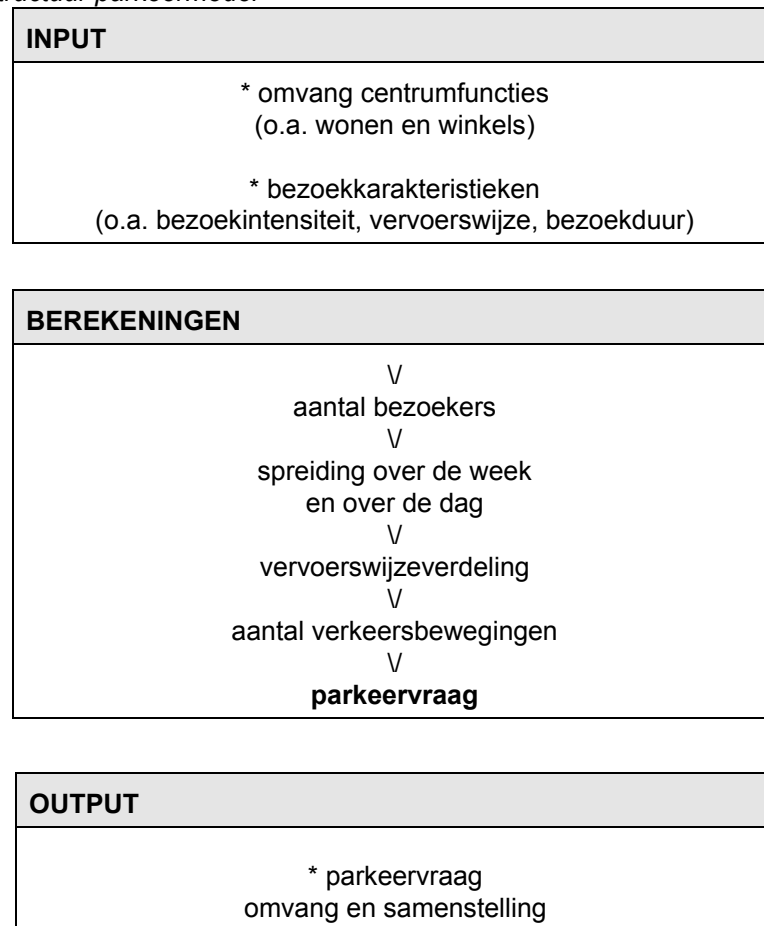 parkeermodel
INPUT
* omvang centrumfuncties
(o.a. wonen en winkels)
* bezoekkarakteristieken
(o.a. bezoekintensiteit, vervoerswijze, bezoekduur)
BEREKENINGEN
\/
aantal bezoekers
\/
spreiding over de week
en over de dag
\/
vervoerswijzeverdeling
\/
aantal verkeersbewegingen
\/
parkeervraag
OUTPUT
* parkeervraag
omvang en samenstelling